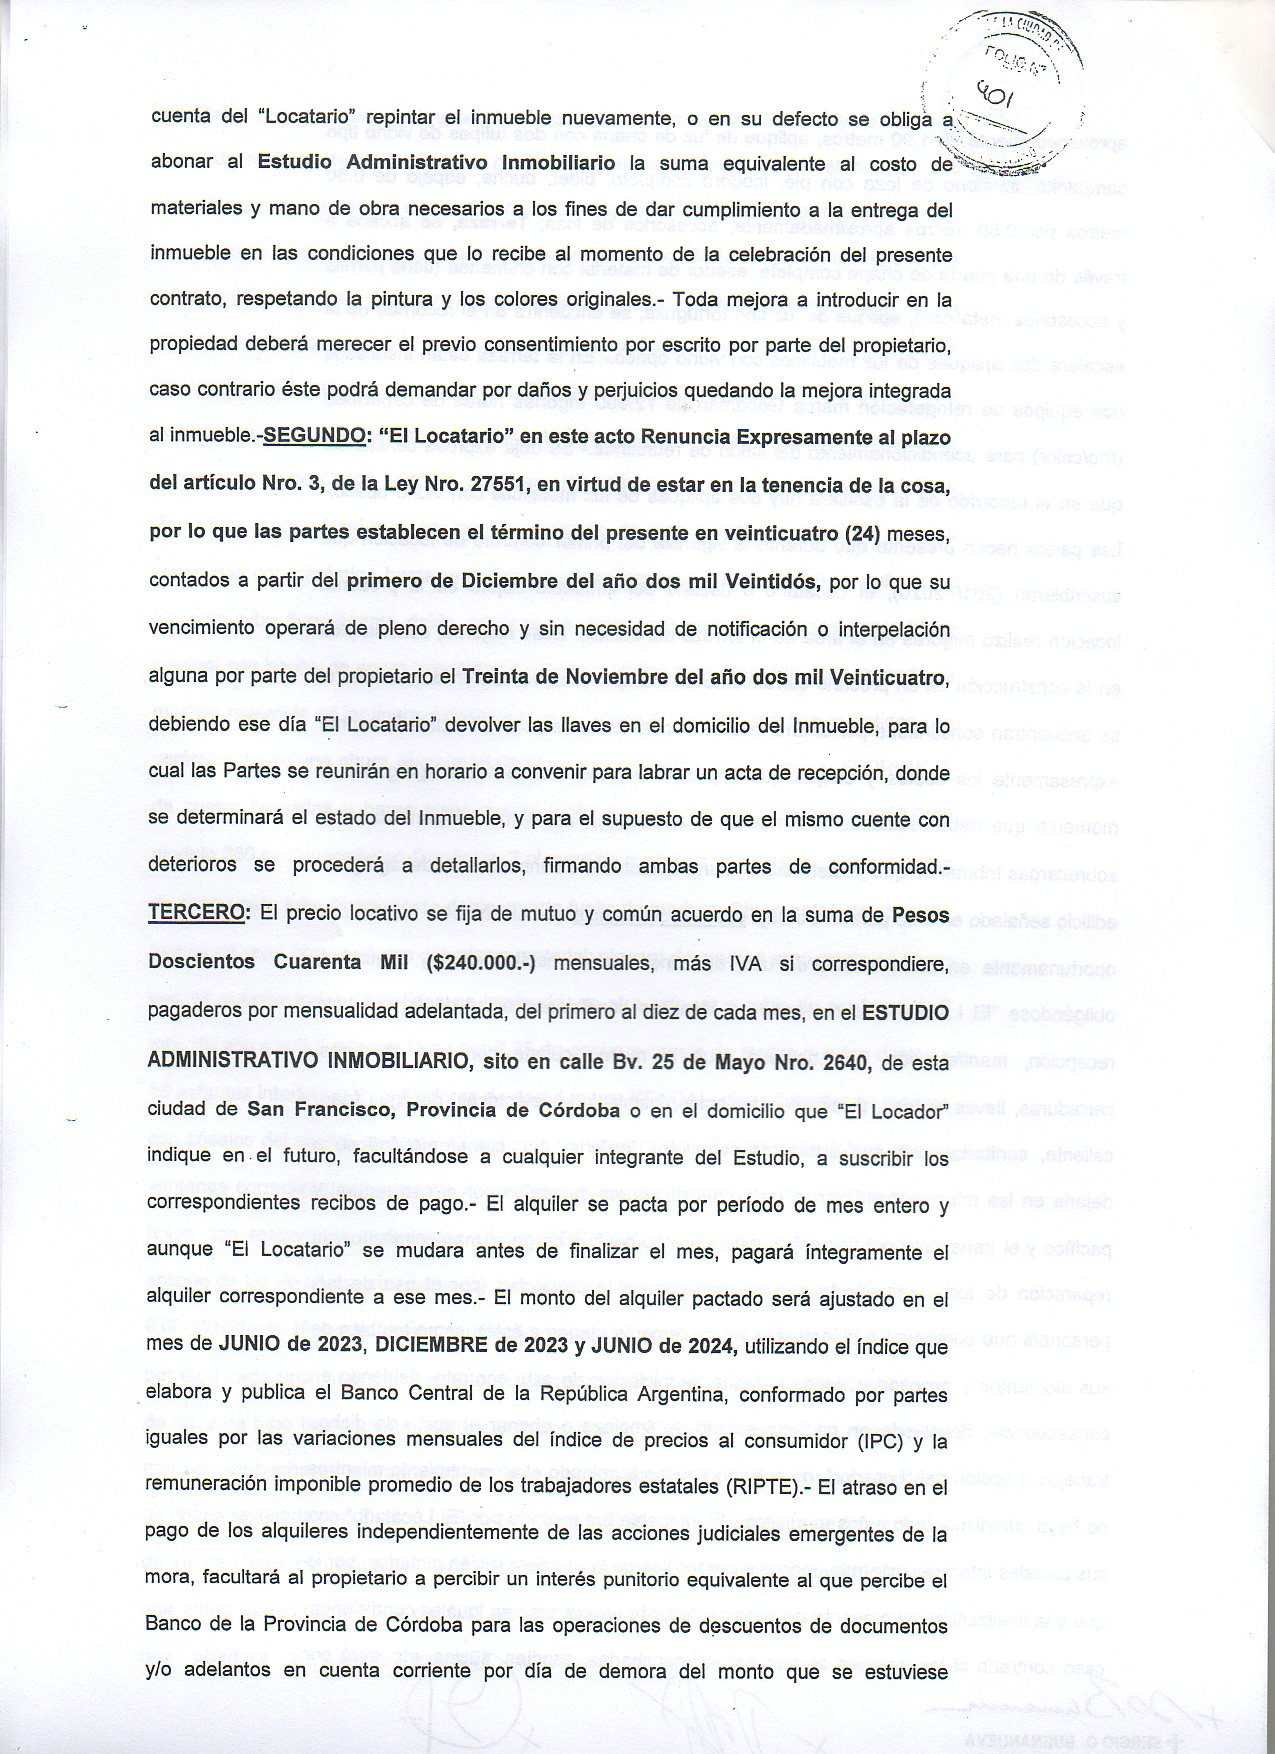 LA CIUDAD DE
FOLIO Nº
401
cuenta del “Locatario” repintar el inmueble nuevamente, o en su defecto se obliga a
abonar al Estudio Administrativo Inmobiliario la suma equivalente al costo de
materiales y mano de obra necesarios a los fines de dar cumplimiento a la entrega del
inmueble en las condiciones que lo recibe al momento de la celebración del presente
contrato, respetando la pintura y los colores originales.- Toda mejora a introducir en la
propiedad deberá merecer el previo consentimiento por escrito por parte del propietario,
caso contrario éste podrá demandar por daños y perjuicios quedando la mejora integrada
al inmueble.-SEGUNDO: “El Locatario” en este acto Renuncia Expresamente al plazo
del artículo Nro. 3, de la Ley Nro. 27551, en virtud de estar en la tenencia de la cosa,
por lo que las partes establecen el término del presente en veinticuatro (24) meses,
contados a partir del primero de Diciembre del año dos mil Veintidós, por lo que su
vencimiento operará de pleno derecho y sin necesidad de notificación o interpelación
alguna por parte del propietario el Treinta de Noviembre del año dos mil Veinticuatro,
debiendo ese día “El Locatario” devolver las llaves en el domicilio del Inmueble, para lo
cual las Partes se reunirán en horario a convenir para labrar un acta de recepción, donde
se determinará el estado del Inmueble, y para el supuesto de que el mismo cuente con
deterioros se procederá a detallarlos, firmando ambas partes de conformidad.-
TERCERO: El precio locativo se fija de mutuo y común acuerdo en la suma de Pesos
Doscientos Cuarenta Mil ($240.000.-) mensuales, más IVA si correspondiere,
pagaderos por mensualidad adelantada, del primero al diez de cada mes, en el ESTUDIO
ADMINISTRATIVO INMOBILIARIO, sito en calle Bv. 25 de Mayo Nro. 2640, de esta
ciudad de San Francisco, Provincia de Córdoba o en el domicilio que “El Locador”
indique en el futuro, facultándose a cualquier integrante del Estudio, a suscribir los
correspondientes recibos de pago.- El alquiler se pacta por período de mes entero y
aunque “El Locatario” se mudara antes de finalizar el mes, pagará íntegramente el
alquiler correspondiente a ese mes.- El monto del alquiler pactado será ajustado en el
mes de JUNIO de 2023, DICIEMBRE de 2023 y JUNIO de 2024, utilizando el índice que
elabora y publica el Banco Central de la República Argentina, conformado por partes
iguales por las variaciones mensuales del índice de precios al consumidor (IPC) y la
remuneración imponible promedio de los trabajadores estatales (RIPTE).- El atraso en el
pago de los alquileres independientemente de las acciones judiciales emergentes de la
mora, facultará al propietario a percibir un interés punitorio equivalente al que percibe el
Banco de la Provincia de Córdoba para las operaciones de descuentos de documentos
y/o adelantos en cuenta corriente por día de demora del monto que se estuviese